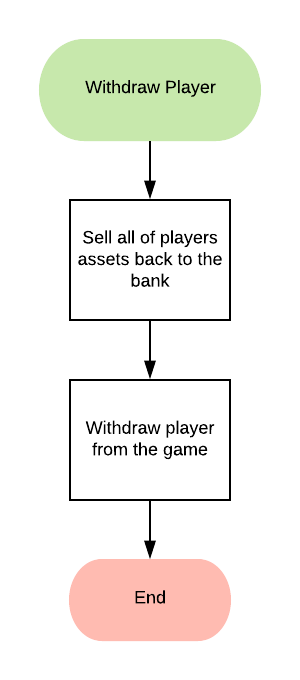 Withdraw Player
Sell all of players
assets back to the
bank
Withdraw player
from the game
End